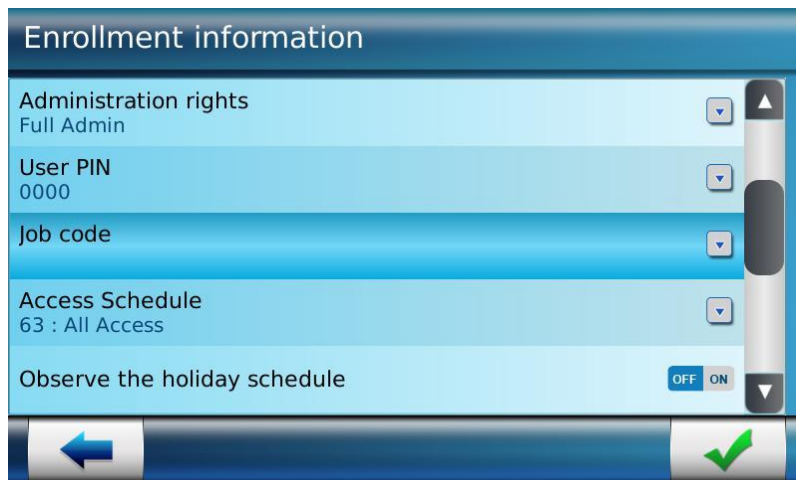 Enrollment information
Administration rights
Full Admin
User PIN
0000
Job code
Access Schedule
63 : All Access
Observe the holiday schedule
OFF ON